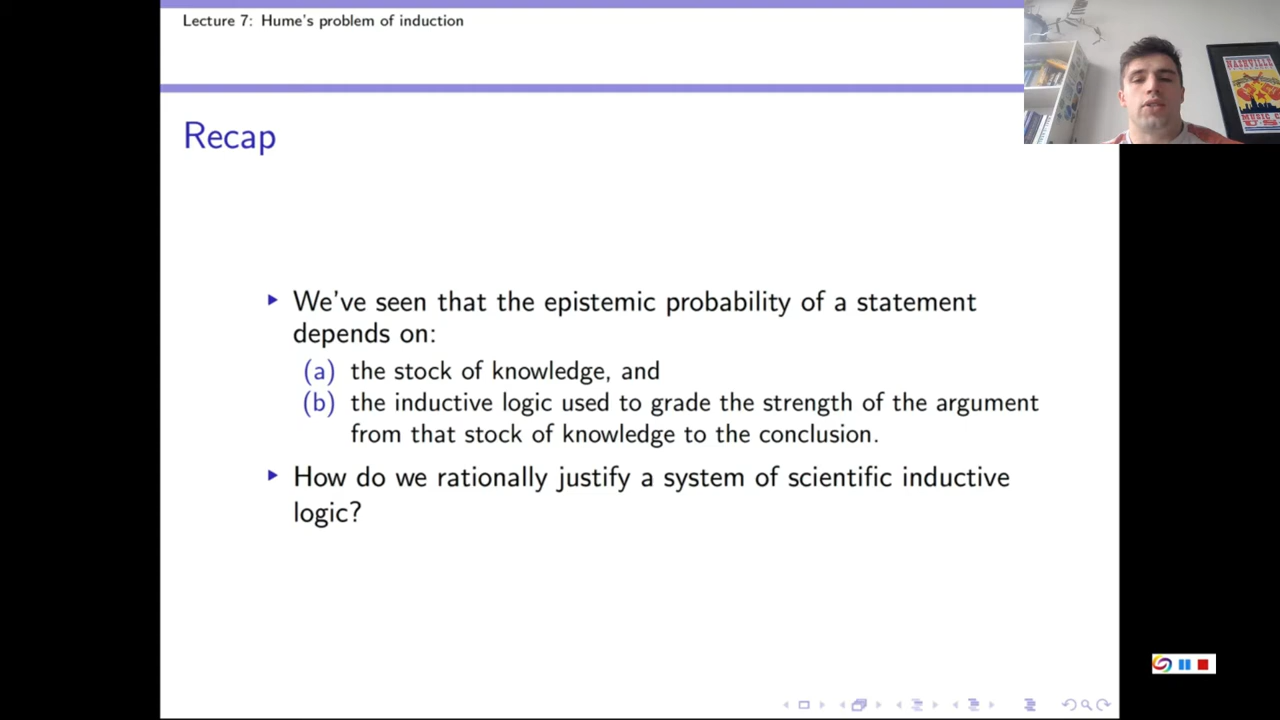 Lecture 7: Hume's problem of induction
NASHVILLE
MUSIC C
Recap
We've seen that the epistemic probability of a statement
depends on:
(a) the stock of knowledge, and
(b) the inductive logic used to grade the strength of the argument
from that stock of knowledge to the conclusion.
How do we rationally justify a system of scientific inductive
logic?